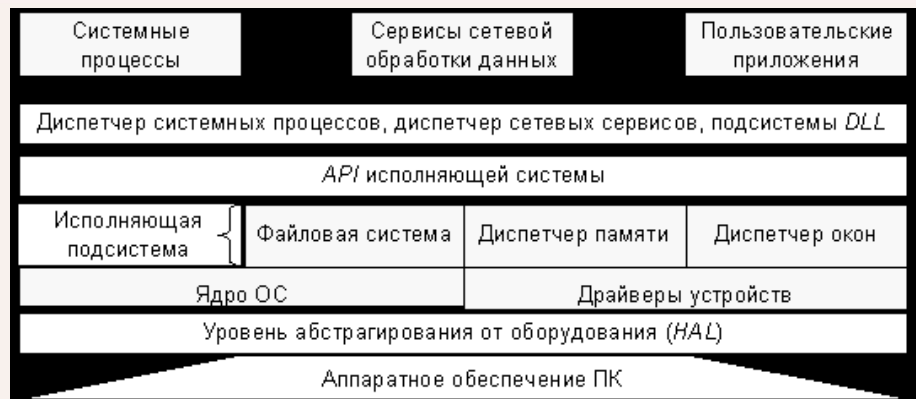 Системные
процессы
Сервисы сетевой
обработки данных
Пользовательские
приложения
Диспетчер системных процессов, диспетчер сетевых сервисов, подсистемы DLL
API исполняющей системы
Исполняющая
подсистема
Файловая система
Диспетчер памяти
Диспетчер окон
Ядро ОС
Драйверы устройств
Уровень абстрагирования от оборудования (HAL)
Аппаратное обеспечение ПК